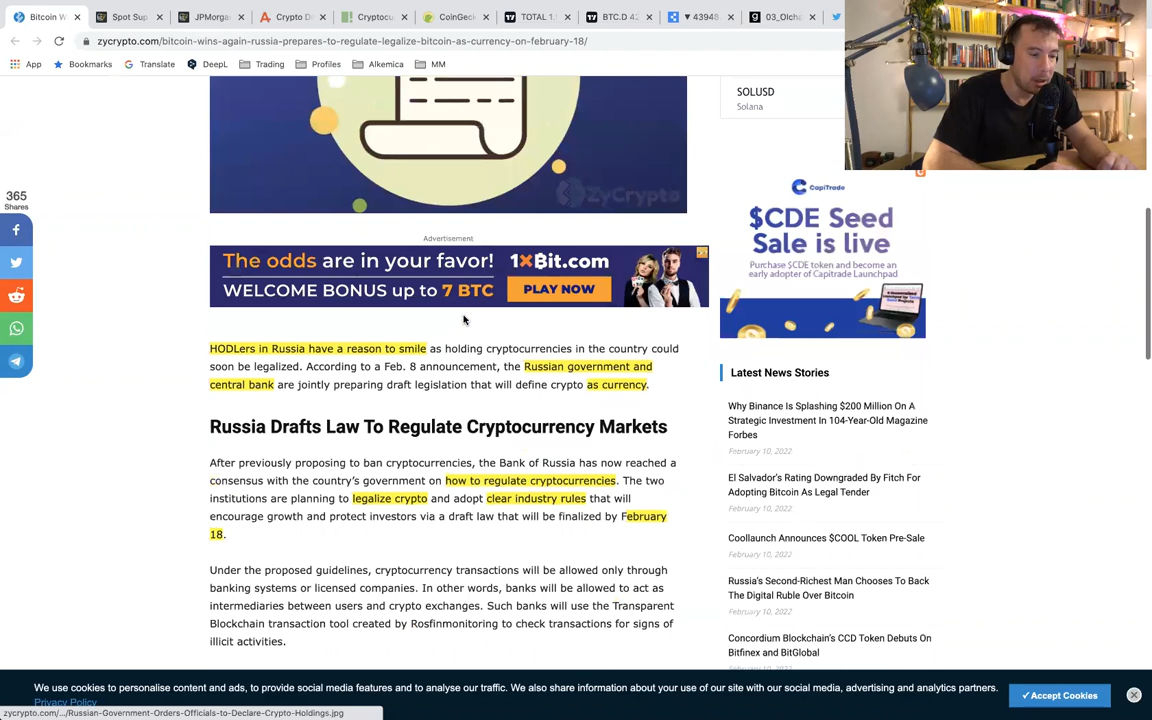 Bitcoin W
Spot Sup
JPMorga
Crypto D
Cryptocu
CoinGec
TOTAL 1.
BTC.D 42
▼ 43948
03_Olcha
zycrypto.com/bitcoin-wins-again-russia-prepares-to-regulate-legalize-bitcoin-as-currency-on-february-18/
App
Bookmarks
Translate
DeepL
Trading
Profiles
Alkemica
MM
SOLUSD
Solana
ZyCrypto
365
Shares
Advertisement
The odds are in your favor!
WELCOME BONUS up to 7 BTC
1XBit.com
PLAY NOW
CapiTrade
$CDE Seed
Sale is live
Purchase $CDE token and become an
early adopter of Capitrade Launchpad
HODLers in Russia have a reason to smile as holding cryptocurrencies in the country could
soon be legalized. According to a Feb. 8 announcement, the Russian government and
central bank are jointly preparing draft legislation that will define crypto as currency.
Russia Drafts Law To Regulate Cryptocurrency Markets
After previously proposing to ban cryptocurrencies, the Bank of Russia has now reached a
consensus with the country's government on how to regulate cryptocurrencies. The two
institutions are planning to legalize crypto and adopt clear industry rules that will
encourage growth and protect investors via a draft law that will be finalized by February
18.
Under the proposed guidelines, cryptocurrency transactions will be allowed only through
banking systems or licensed companies. In other words, banks will be allowed to act as
intermediaries between users and crypto exchanges. Such banks will use the Transparent
Blockchain transaction tool created by Rosfinmonitoring to check transactions for signs of
illicit activities.
Latest News Stories
Why Binance Is Splashing $200 Million On A
Strategic Investment In 104-Year-Old Magazine
Forbes
February 10, 2022
El Salvador's Rating Downgraded By Fitch For
Adopting Bitcoin As Legal Tender
February 10, 2022
Coollaunch Announces $COOL Token Pre-Sale
February 10, 2022
Russia's Second-Richest Man Chooses To Back
The Digital Ruble Over Bitcoin
February 10, 2022
Concordium Blockchain's CCD Token Debuts On
Bitfinex and BitGlobal
We use cookies to personalise content and ads, to provide social media features and to analyse our traffic. We also share information about your use of our site with our social media, advertising and analytics partners.
Privacy Policy
✓Accept Cookies
zycrypto.com/.../Russian-Government-Orders-Officials-to-Declare-Crypto-Holdings.jpg